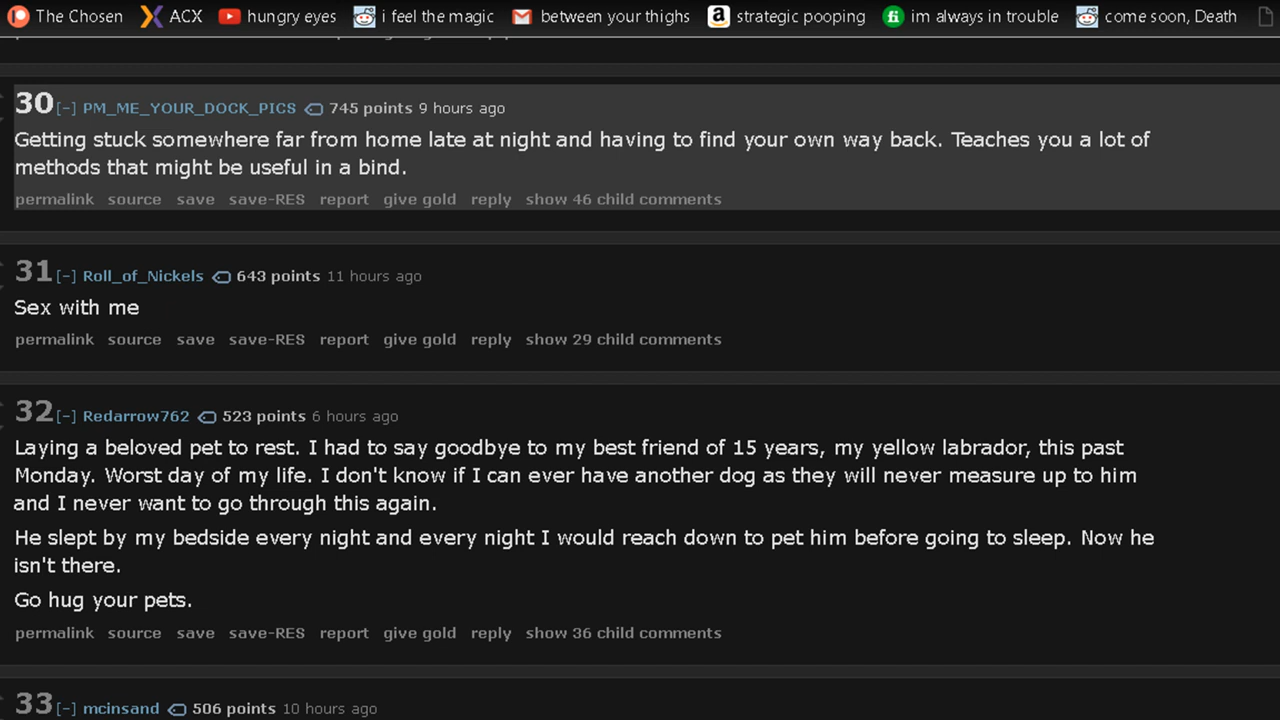 The Chosen ACX hungry eyes i feel the magic between your thighs strategic pooping im always in trouble come soon, Death
30 [-] PM_ME_YOUR_DOCK_PICS 745 points 9 hours ago
Getting stuck somewhere far from home late at night and having to find your own way back. Teaches you a lot of
methods that might be useful in a bind.
permalink source save save-RES report give gold reply show 46 child comments
31 [-] Roll_of_Nickels 643 points 11 hours ago
Sex with me
permalink source save save-RES report give gold reply show 29 child comments
32 [-] Redarrow762 523 points 6 hours ago
Laying a beloved pet to rest. I had to say goodbye to my best friend of 15 years, my yellow labrador, this past
Monday. Worst day of my life. I don't know if I can ever have another dog as they will never measure up to him
and I never want to go through this again.
He slept by my bedside every night and every night I would reach down to pet him before going to sleep. Now he
isn't there.
Go hug your pets.
permalink source save save-RES report give gold reply show 36 child comments
33 [-] mcinsand 506 points 10 hours ago